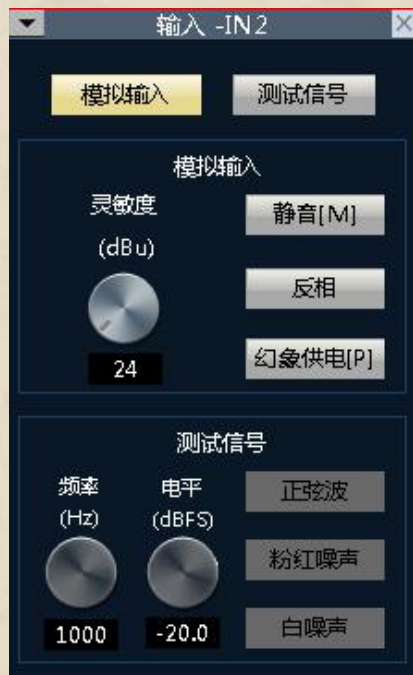 输入 -IN2
模拟输入 测试信号
模拟输入
灵敏度
(dBu)
24
静音[M]
反相
幻象供电[P]
测试信号
频率
(Hz)
1000
电平
(dBFS)
-20.0
正弦波
粉红噪声
白噪声